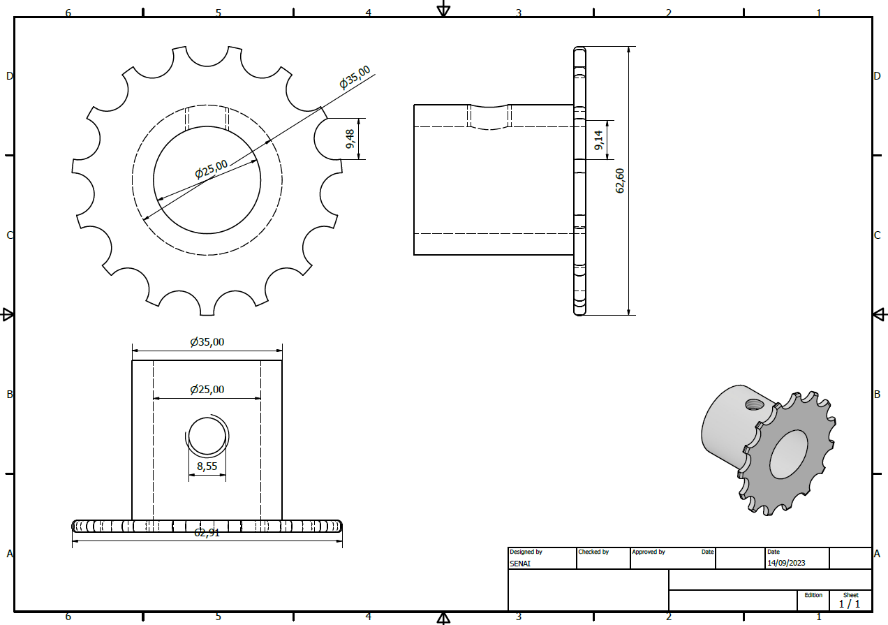 6 5 4 3 2 1
D D
Ø35,00
9,48
Ø25,00
9,14
62,60
C C
Ø35,00
B B
Ø25,00
8,55
62,91
A A
Designed by Checked by Approved by Date Date
SENAI 14/09/2023
Edition Sheet
1 / 1
6 5 4 3 2 1